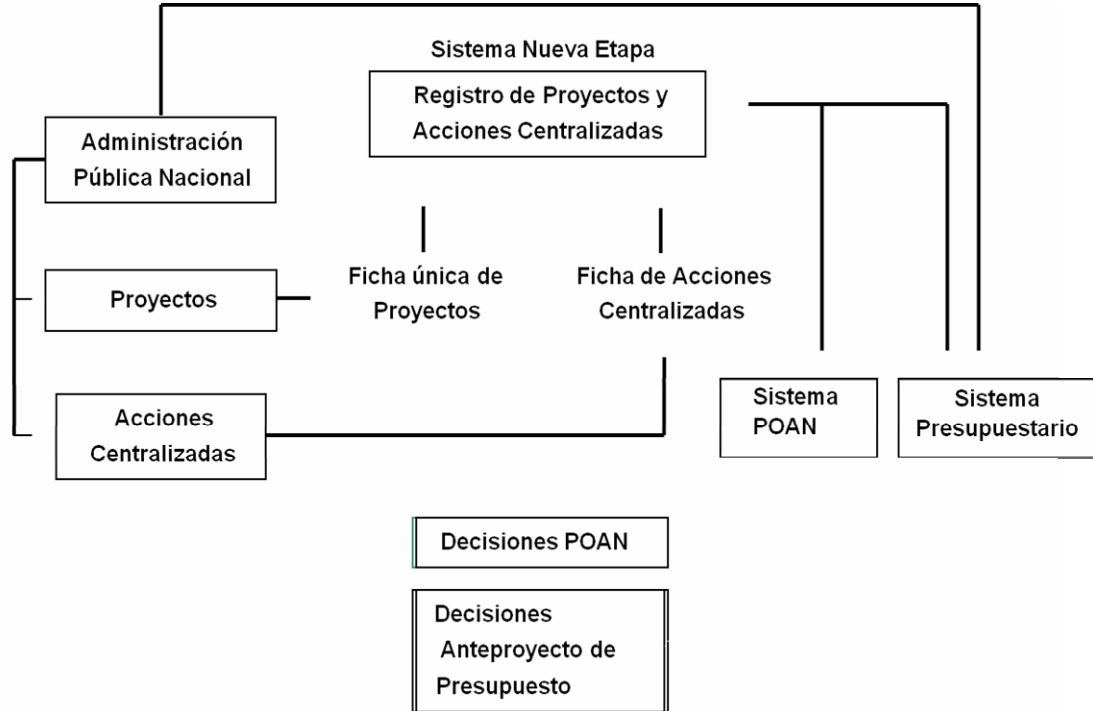 Sistema Nueva Etapa
Registro de Proyectos y
Acciones Centralizadas
Administración
Pública Nacional
Proyectos
Ficha única de
Proyectos
Ficha de Acciones
Centralizadas
Acciones
Centralizadas
Sistema
POAN
Sistema
Presupuestario
Decisiones POAN
Decisiones
Anteproyecto de
Presupuesto